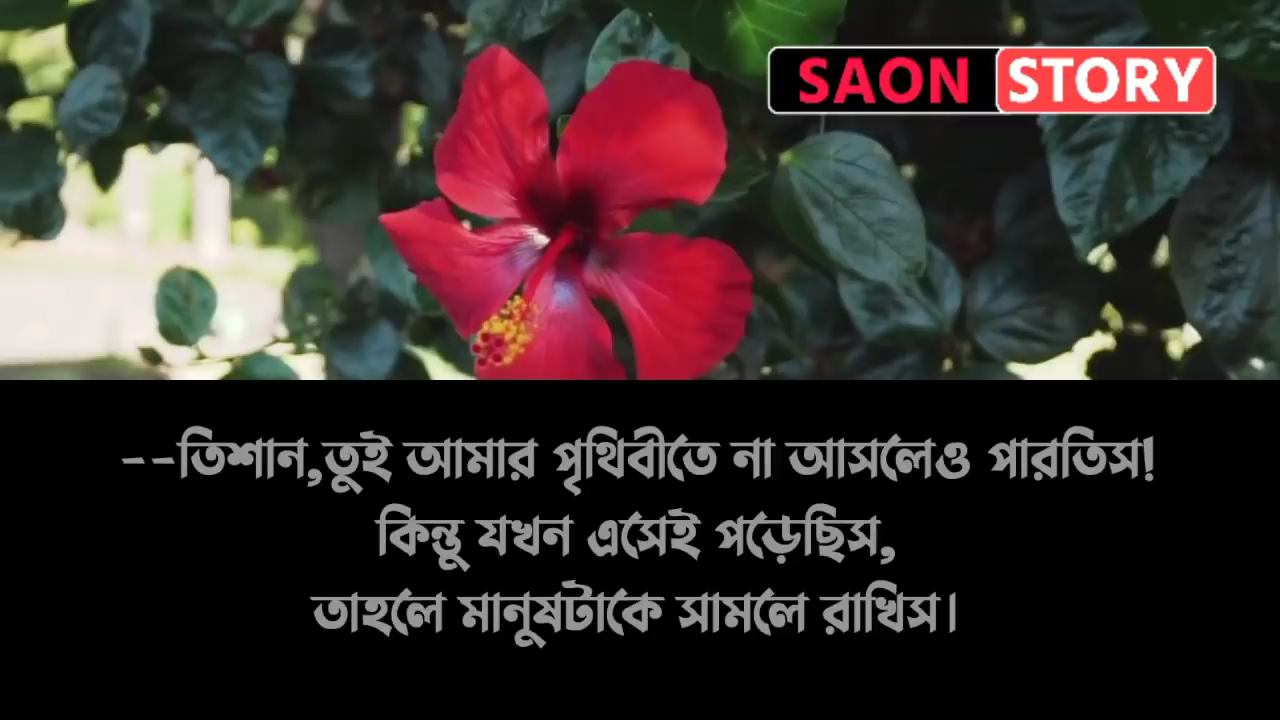 SAON STORY
--তিশান,তুই আমার পৃথিবীতে না আসলেও পারতিস!
কিন্তু যখন এসেই পড়েছিস,
তাহলে মানুষটাকে সামলে রাখিস।